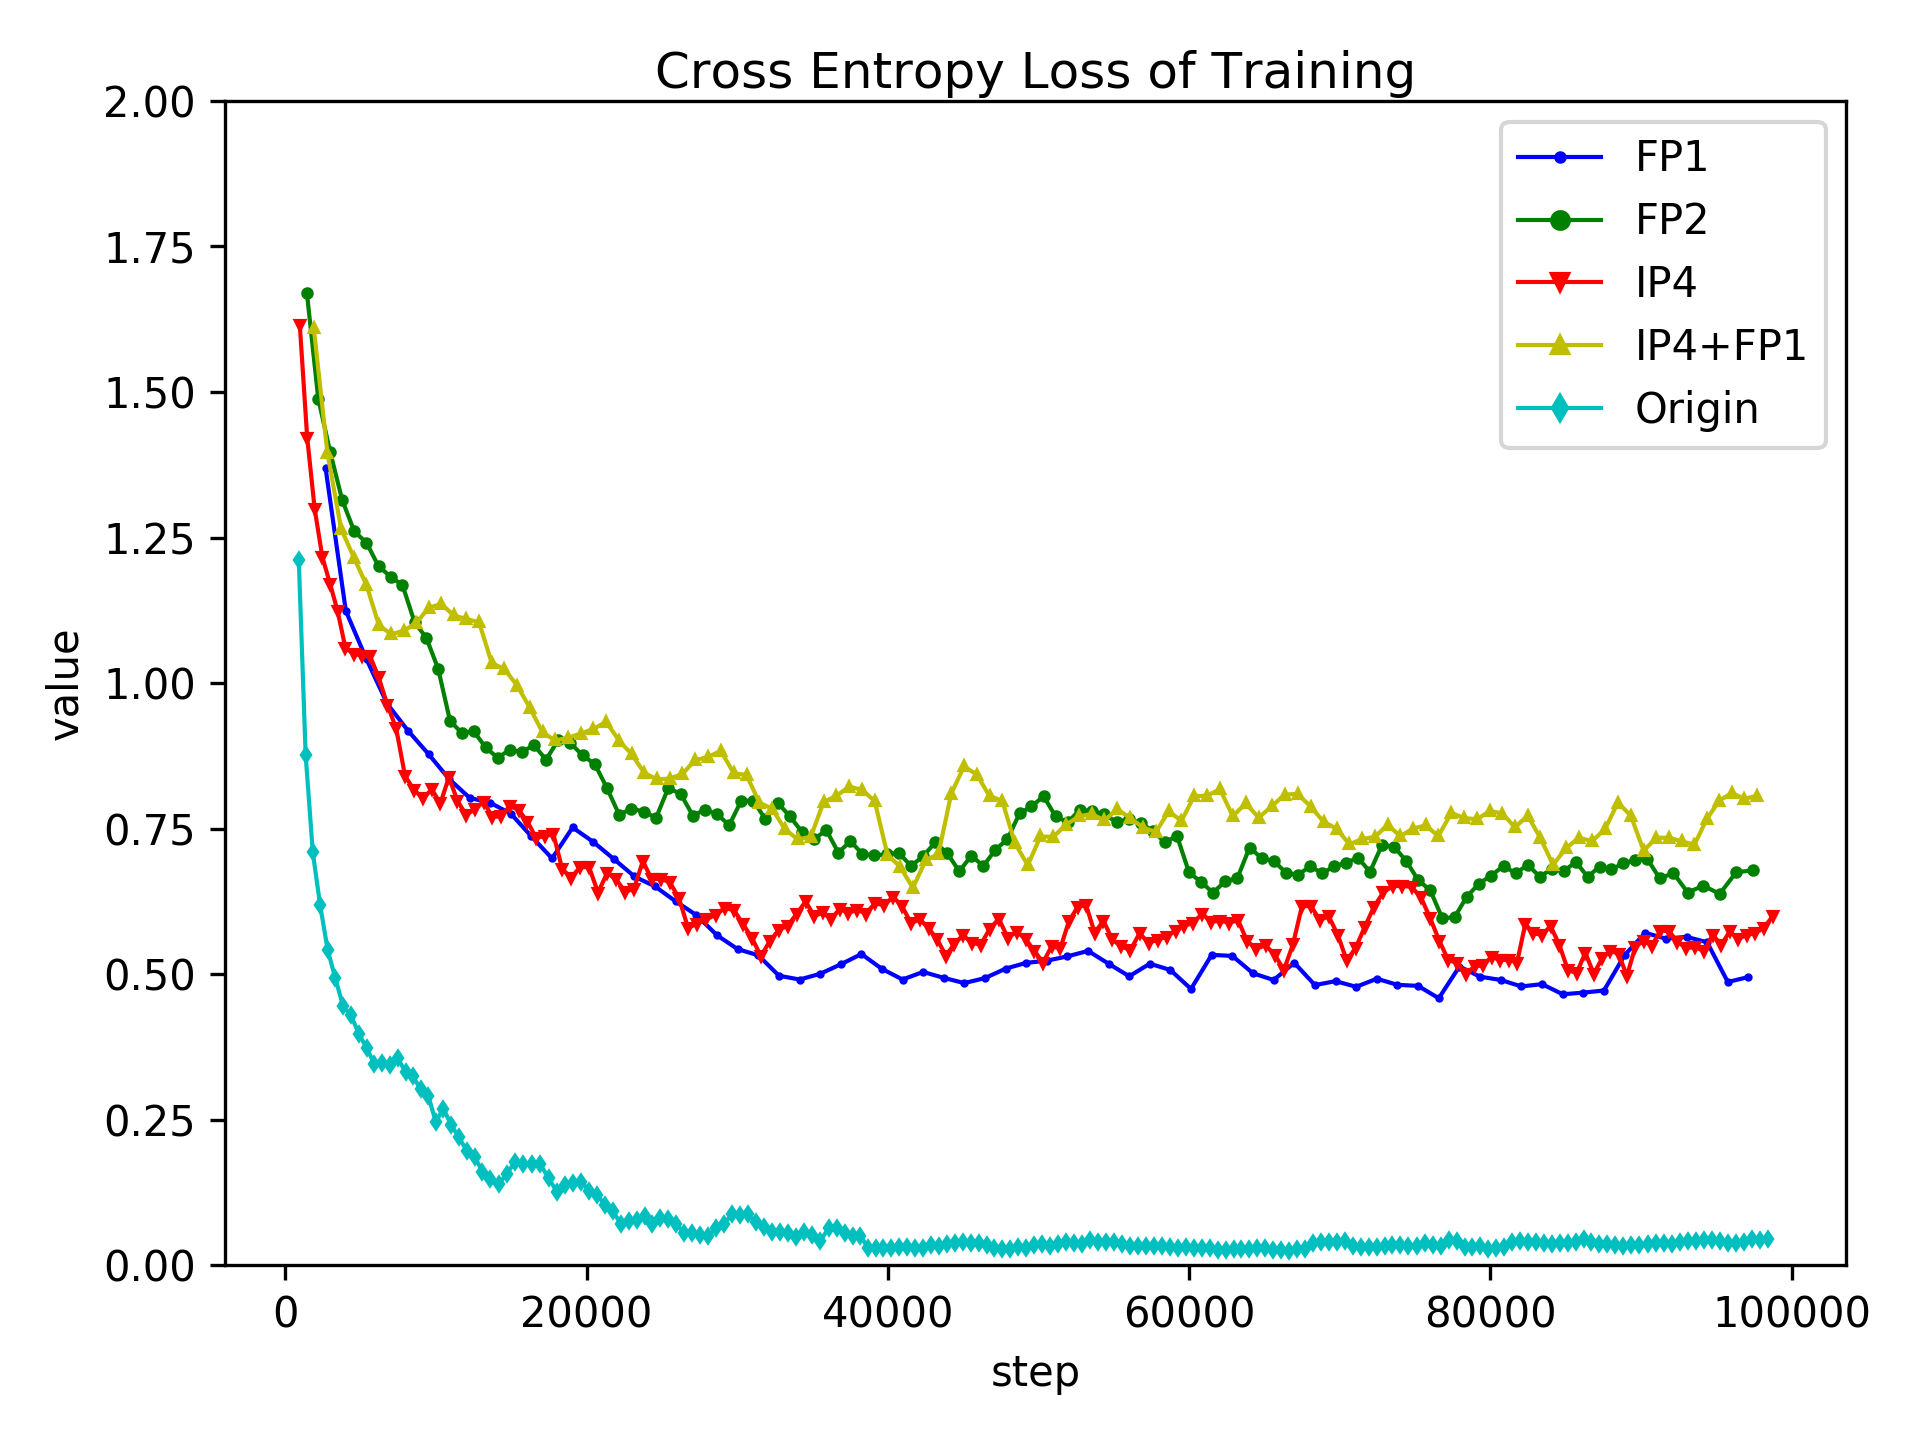 Cross Entropy Loss of Training
2.00
1.75
1.50
1.25
1.00
0.75
0.50
0.25
0.00
value
FP1
FP2
IP4
IP4+FP1
Origin
0 20000 40000 60000 80000 100000
step